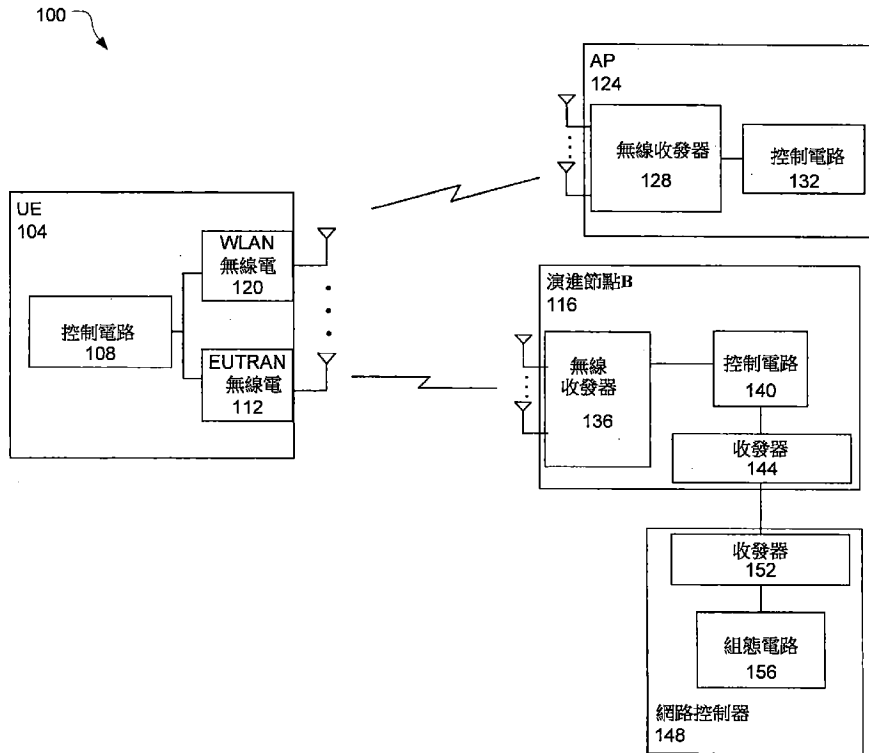 100
AP
124
無線收發器
128
控制電路
132
UE
104
WLAN
無線電
120
控制電路
108
EUTRAN
無線電
112
演進節點B
116
無線
收發器
136
控制電路
140
收發器
144
收發器
152
組態電路
156
網路控制器
148